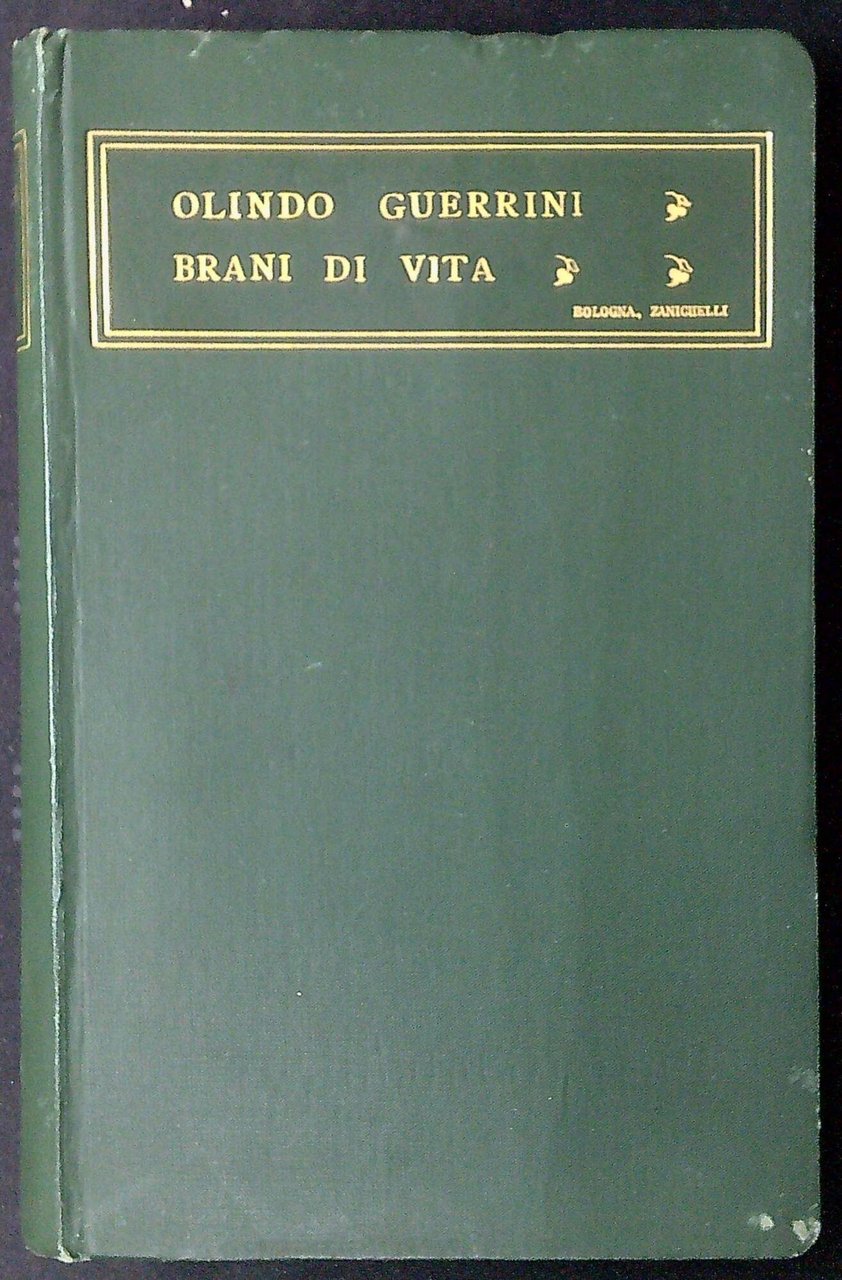 OLINDO GUERRINI
BRANI DI VITA
BOLOGNA, ZANICHELLI